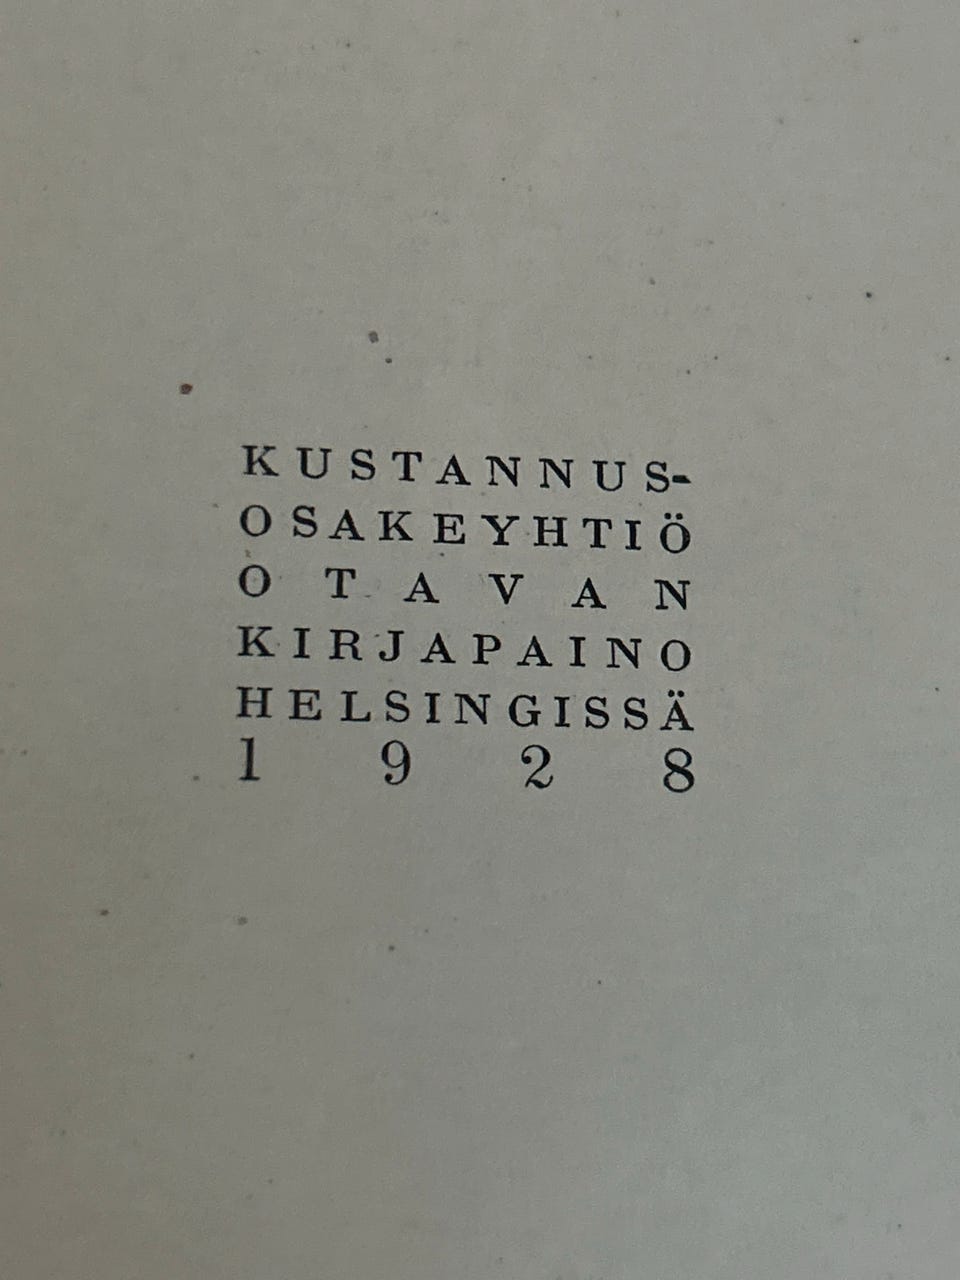 KUSTANNUS-
OSAKEYHTIÖ
OTAVAN
KIRJAPAINO
HELSINGISSÄ
1928